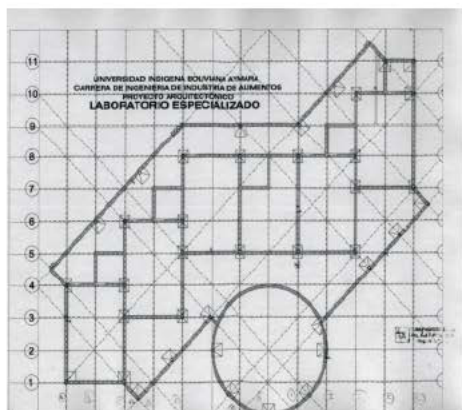 UNIVERSIDAD INDIGENA BOLIVIANA AYMARA
CARRERA DE INGENIERIA DE INDUSTRIA DE ALIMENTOS
PROYECTO ARQUITECTÓNICO
LABORATORIO ESPECIALIZADO
11
10
9
8
7
6
5
4
3
2
1